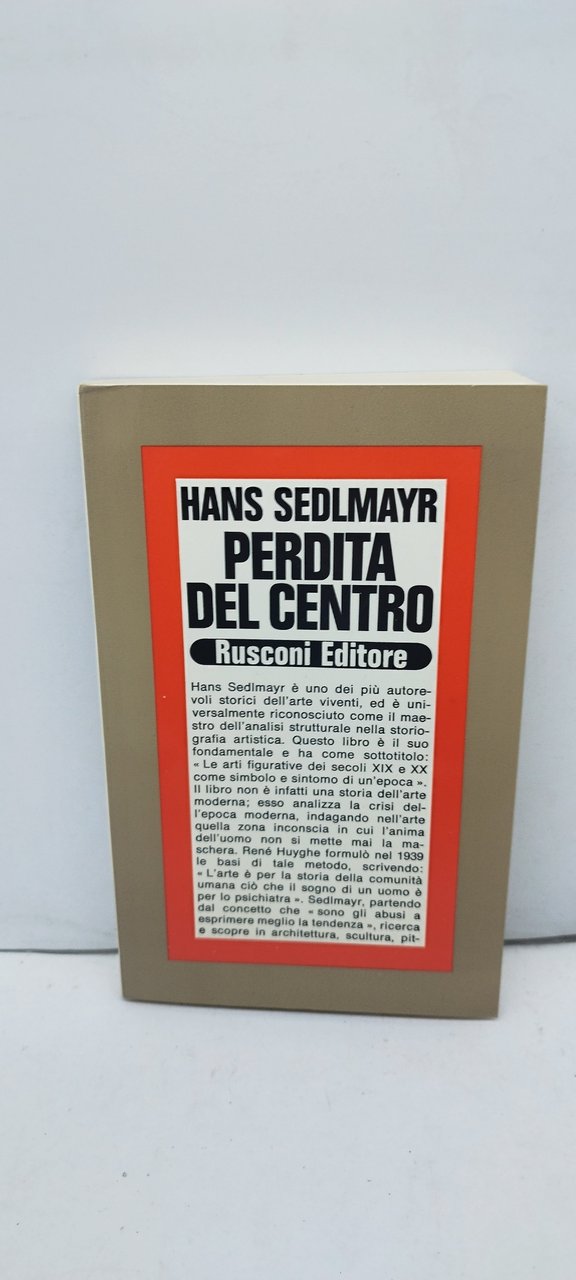 HANS SEDLMAYR
PERDITA
DEL CENTRO
Rusconi Editore
Hans Sedlmayr è uno dei più autore-
voli storici dell'arte viventi, ed è uni-
versalmente riconosciuto come il mae-
stro dell'analisi strutturale nella storio-
grafia artistica. Questo libro è il suo
fondamentale e ha come sottotitolo:
« Le arti figurative dei secoli XIX e XX
come simbolo e sintomo di un'epoca ».
Il libro non è infatti una storia dell'arte
moderna; esso analizza la crisi del-
l'epoca moderna, indagando nell'arte
quella zona inconscia in cui l'anima
dell'uomo non si mette mai la ma-
schera. René Huyghe formulò nel 1939
le basi di tale metodo, scrivendo:
« L'arte è per la storia della comunità
umana ciò che il sogno di un uomo è
per lo psichiatra ». Sedlmayr, partendo
dal concetto che « sono gli abusi a
esprimere meglio la tendenza », ricerca
e scopre in architettura, scultura, pit-